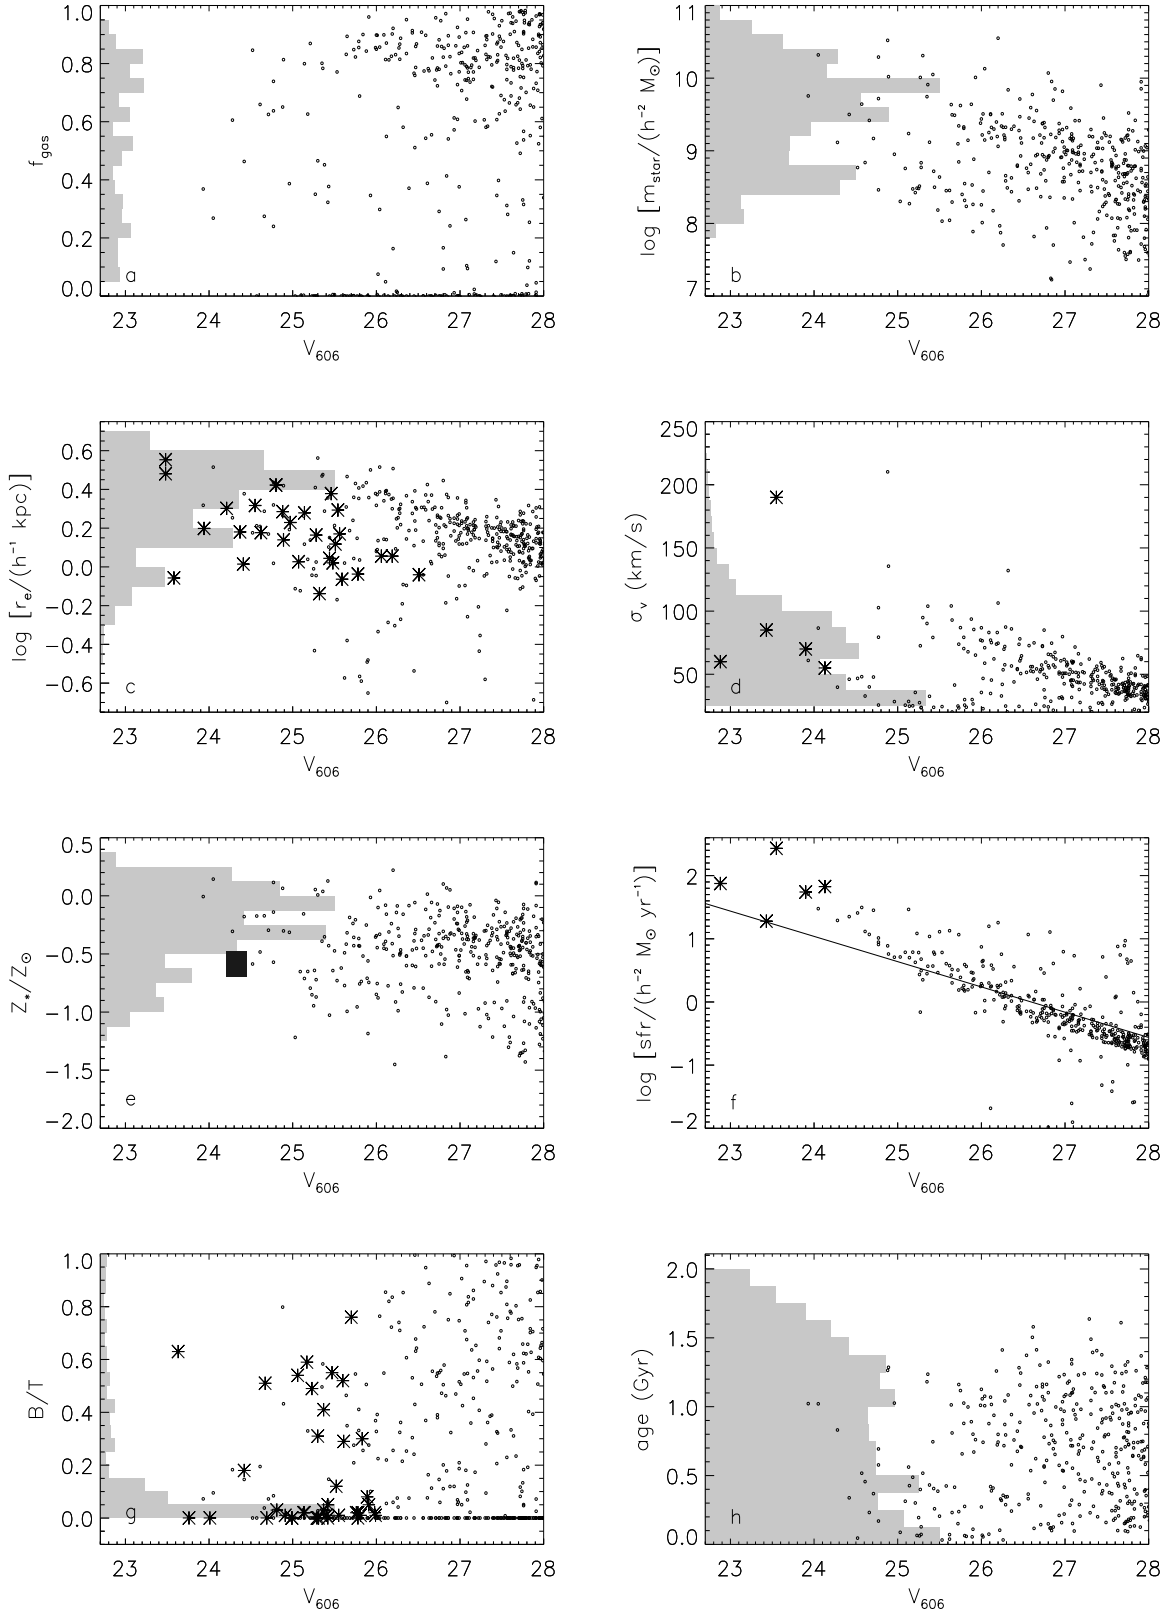 1.0
0.8
0.6
0.4
0.2
0.0
f_gas
a
23 24 25 26 27 28
V_606
11
10
9
8
7
log [m_star/(h⁻² M_⊙)]
b
23 24 25 26 27 28
V_606
0.6
0.4
0.2
0.0
−0.2
−0.4
−0.6
log [r_e/(h⁻¹ kpc)]
c
23 24 25 26 27 28
V_606
250
200
150
100
50
σ_v (km/s)
d
23 24 25 26 27 28
V_606
0.5
0.0
−0.5
−1.0
−1.5
−2.0
Z_*/Z_⊙
e
23 24 25 26 27 28
V_606
2
1
0
−1
−2
log [sfr/(h⁻² M_⊙ yr⁻¹)]
f
23 24 25 26 27 28
V_606
1.0
0.8
0.6
0.4
0.2
0.0
B/T
g
23 24 25 26 27 28
V_606
2.0
1.5
1.0
0.5
0.0
age (Gyr)
h
23 24 25 26 27 28
V_606